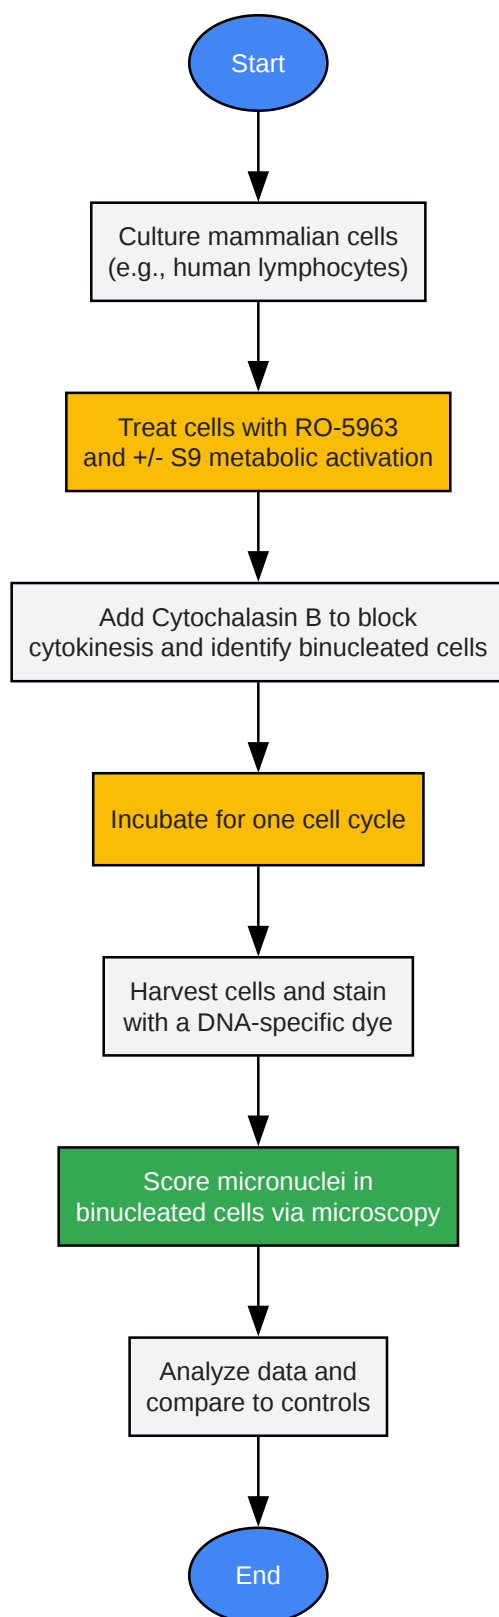 Start
Culture mammalian cells
(e.g., human lymphocytes)
Treat cells with RO-5963
and +/- S9 metabolic activation
Add Cytochalasin B to block
cytokinesis and identify binucleated cells
Incubate for one cell cycle
Harvest cells and stain
with a DNA-specific dye
Score micronuclei in
binucleated cells via microscopy
Analyze data and
compare to controls
End